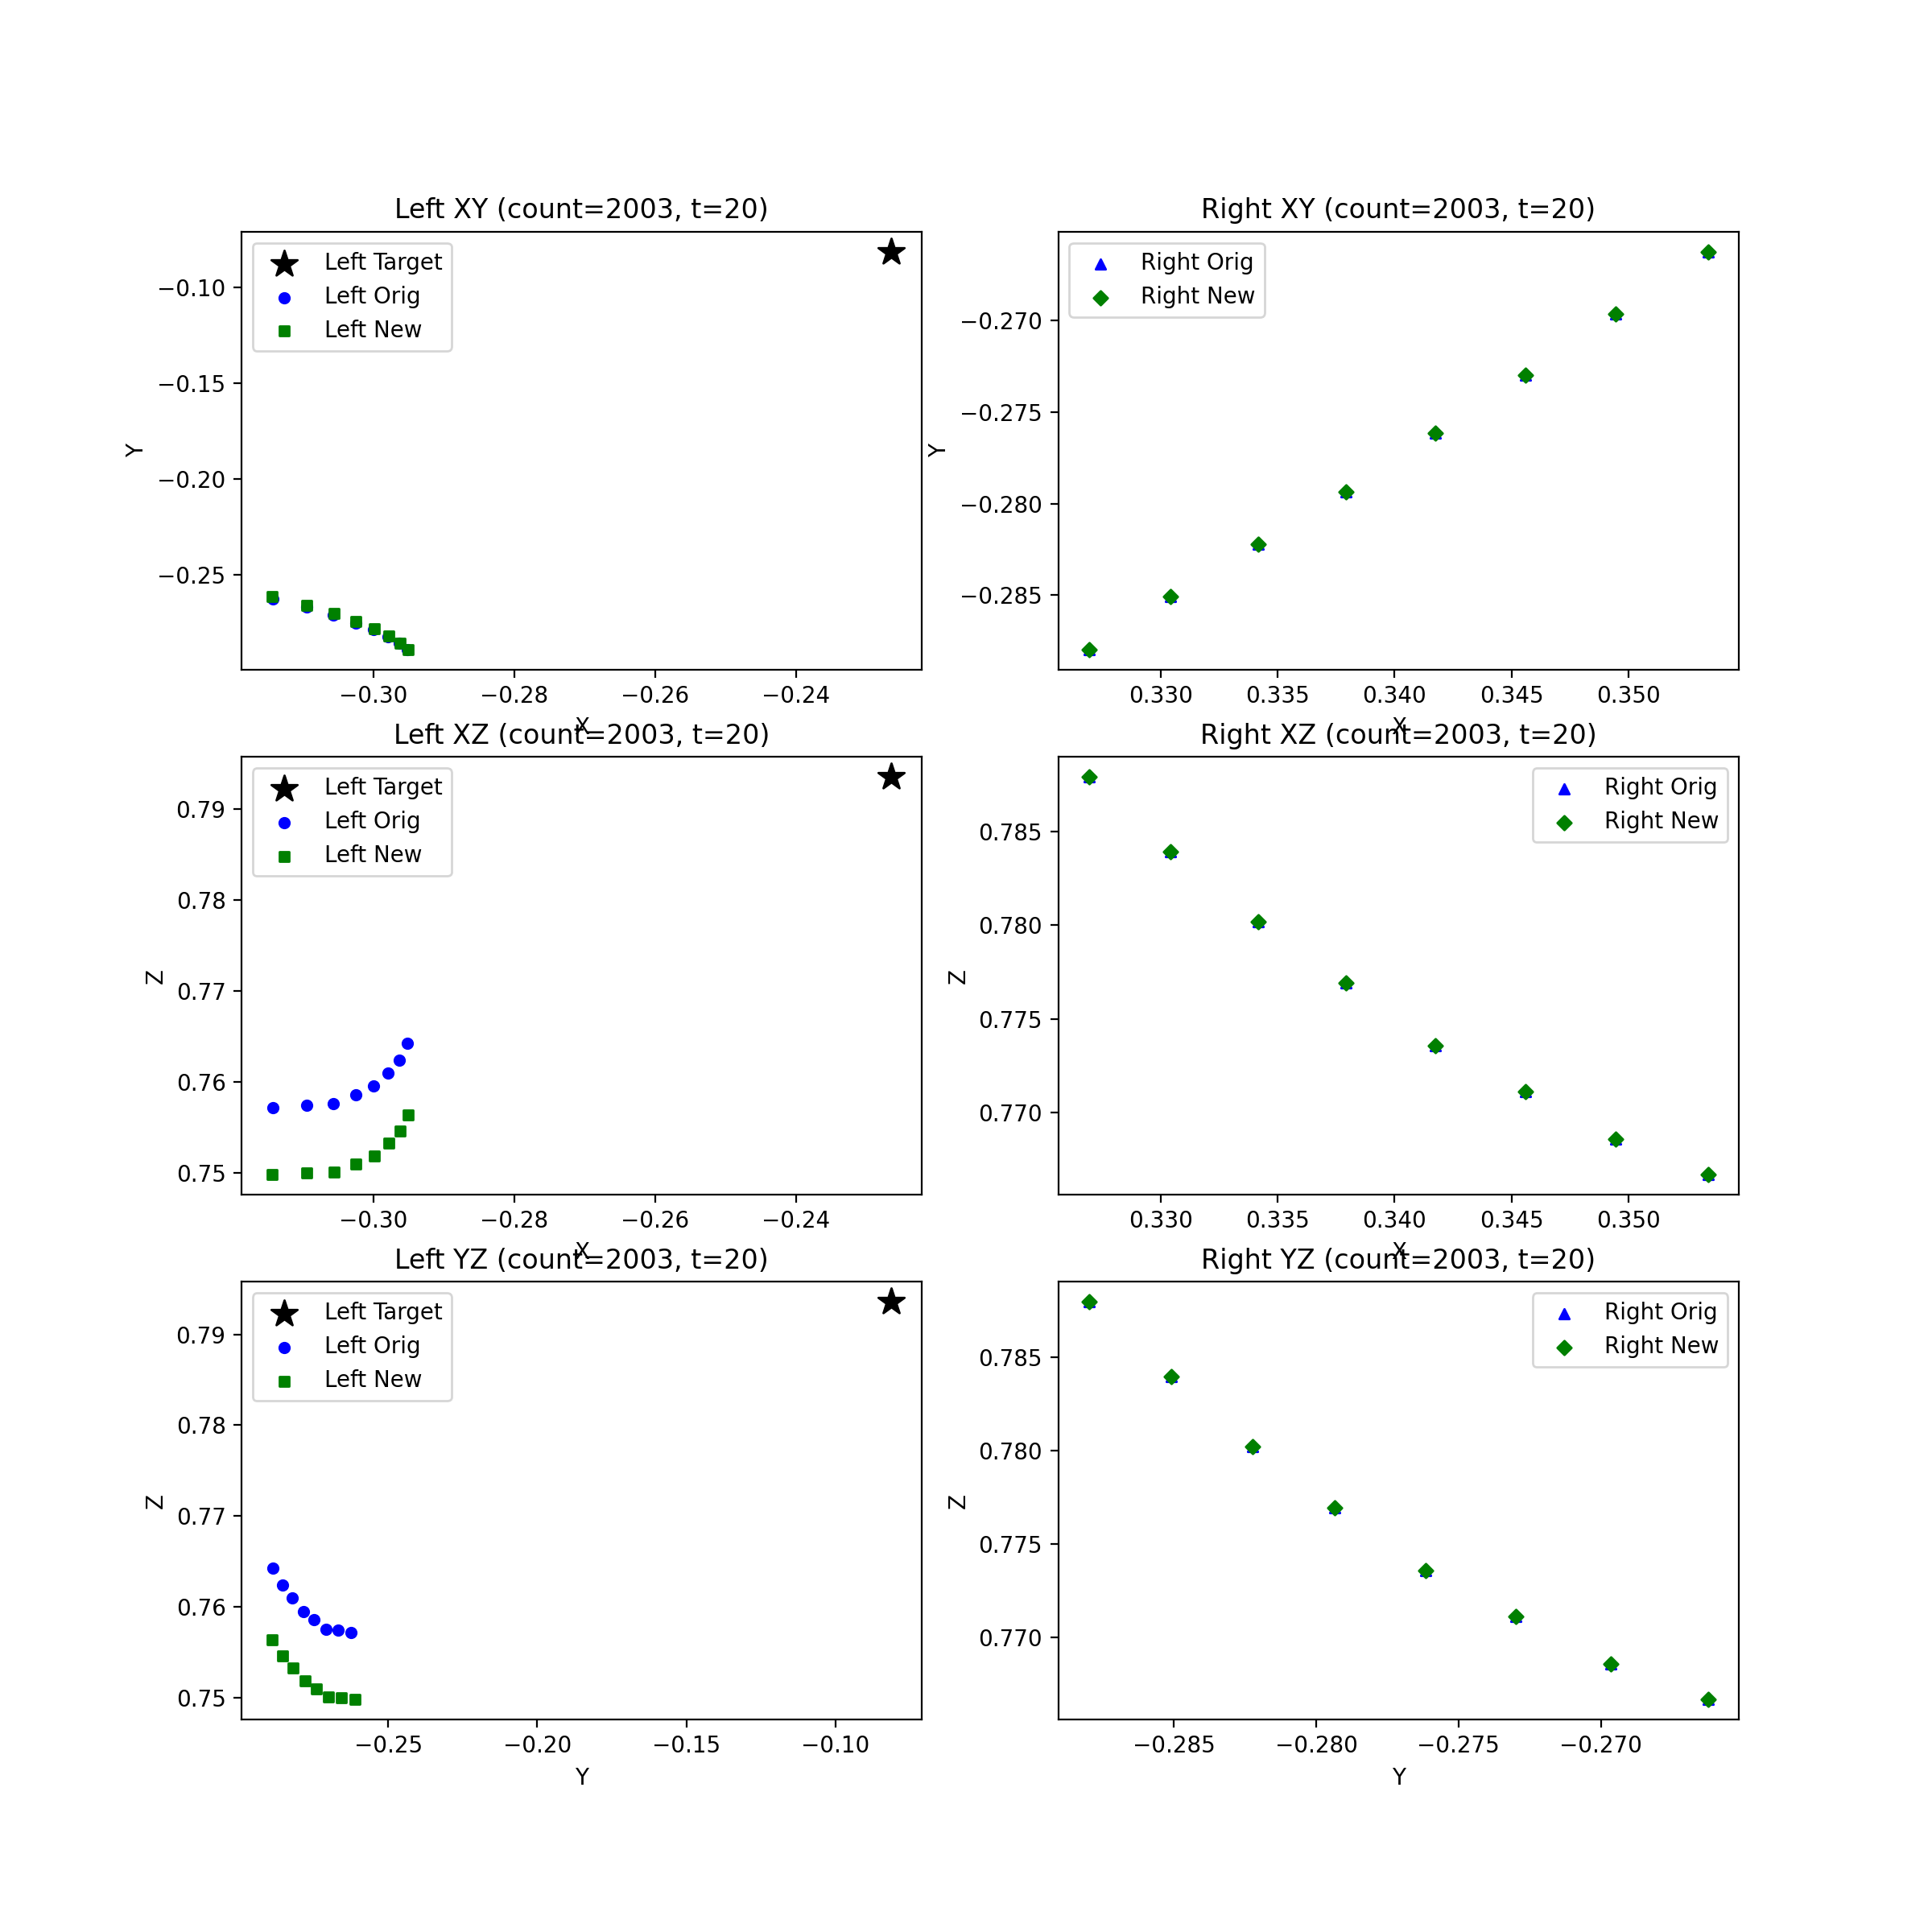 Left XY (count=2003, t=20)
Left Target
Left Orig
Left New
Y
−0.10
−0.15
−0.20
−0.25
−0.30
−0.28
−0.26
−0.24
X
Right XY (count=2003, t=20)
Right Orig
Right New
Y
−0.270
−0.275
−0.280
−0.285
0.330
0.335
0.340
0.345
0.350
X
Left XZ (count=2003, t=20)
Left Target
Left Orig
Left New
Z
0.79
0.78
0.77
0.76
0.75
−0.30
−0.28
−0.26
−0.24
X
Right XZ (count=2003, t=20)
Right Orig
Right New
Z
0.785
0.780
0.775
0.770
0.330
0.335
0.340
0.345
0.350
X
Left YZ (count=2003, t=20)
Left Target
Left Orig
Left New
Z
0.79
0.78
0.77
0.76
0.75
−0.25
−0.20
−0.15
−0.10
Y
Right YZ (count=2003, t=20)
Right Orig
Right New
Z
0.785
0.780
0.775
0.770
−0.285
−0.280
−0.275
−0.270
Y